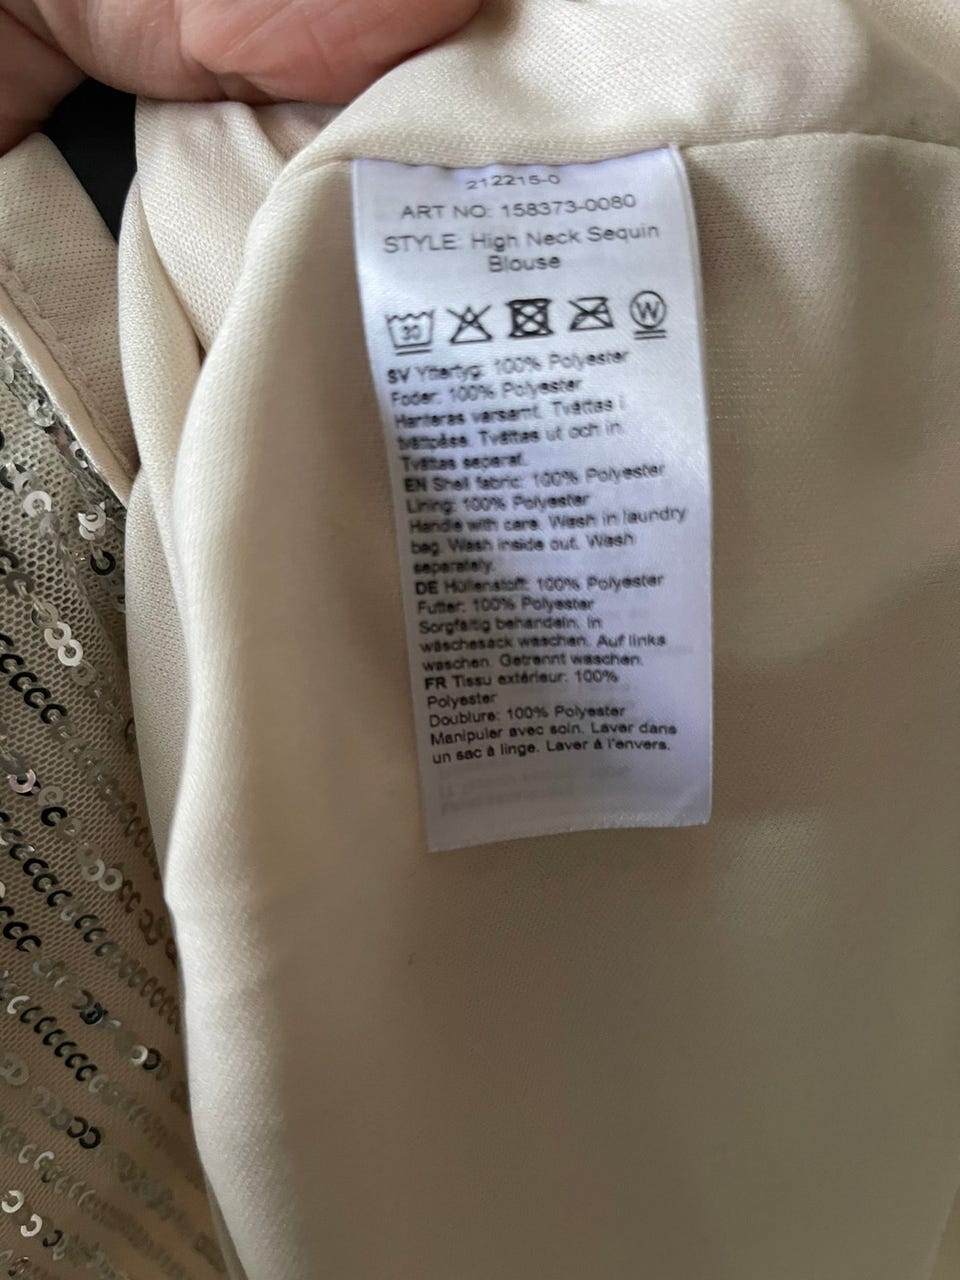 212215-0
ART NO: 158373-0080
STYLE: High Neck Sequin
Blouse
30
W
SV Yttertyg: 100% Polyester
Foder: 100% Polyester
Hanteras varsamt. Tvättas i
tvättpåse. Tvättas ut och in.
Tvättas separat.
EN Shell fabric: 100% Polyester
Lining: 100% Polyester
Handle with care. Wash in laundry
bag. Wash inside out. Wash
separately.
DE Hüllenstoff: 100% Polyester
Futter: 100% Polyester
Sorgfältig behandeln. In
wäschesack waschen. Auf links
waschen. Getrennt waschen.
FR Tissu extérieur: 100%
Polyester
Doublure: 100% Polyester
Manipuler avec soin. Laver dans
un sac à linge. Laver à l'envers.